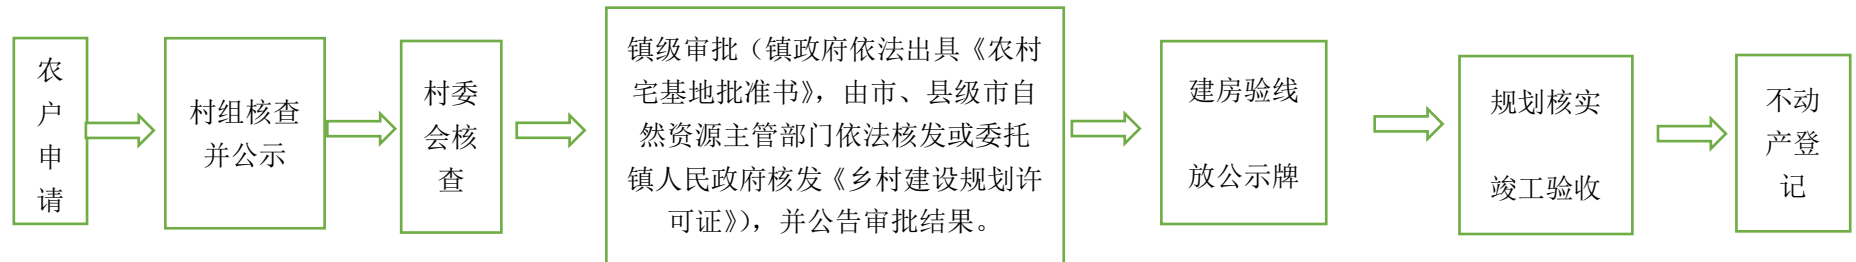 农
户
申
请
村组核查
并公示
村委
会核
查
镇级审批（镇政府依法出具《农村
宅基地批准书》，由市、县级市自
然资源主管部门依法核发或委托
镇人民政府核发《乡村建设规划许
可证》），并公告审批结果。
建房验线
放公示牌
规划核实
竣工验收
不动
产登
记